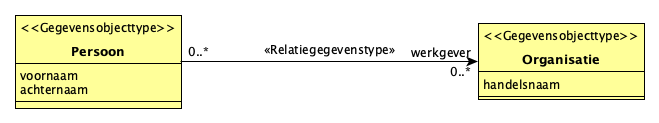 <<Gegevensobjecttype>>
Persoon
voornaam
achternaam
0..*
«Relatiegegevenstype»
werkgever
0..*
<<Gegevensobjecttype>>
Organisatie
handelsnaam